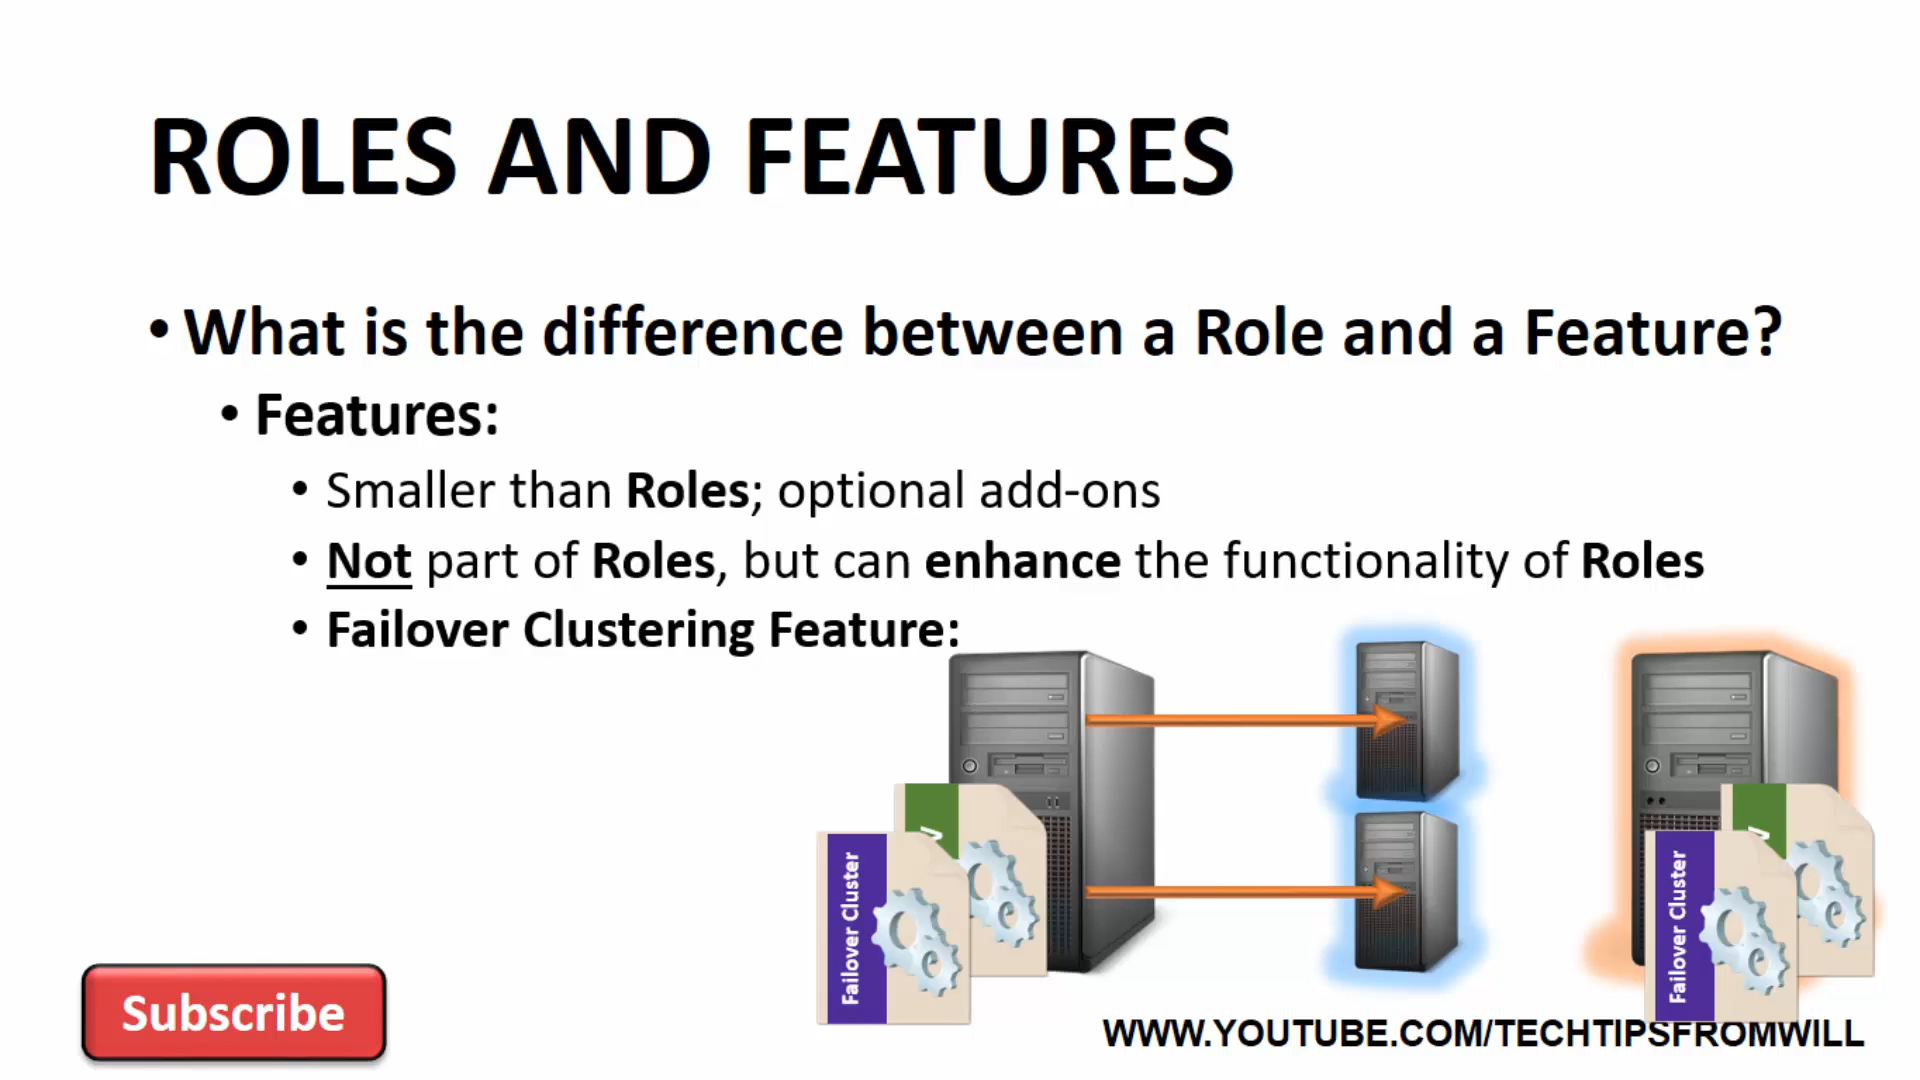 ROLES AND FEATURES
• What is the difference between a Role and a Feature?
• Features:
• Smaller than Roles; optional add-ons
• Not part of Roles, but can enhance the functionality of Roles
• Failover Clustering Feature:
Failover Cluster
Failover Cluster
Subscribe
WWW.YOUTUBE.COM/TECHTIPSFROMWILL